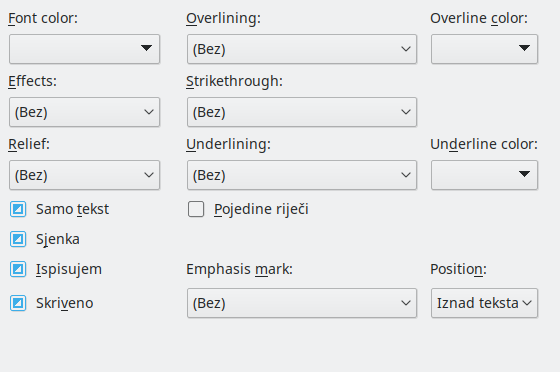 Font color: Overlining: Overline color:
(Bez)
Effects: Strikethrough:
(Bez) (Bez)
Relief: Underlining: Underline color:
(Bez) (Bez)
Samo tekst Pojedine riječi
Sjenka
Ispisujem Emphasis mark: Position:
Skriveno (Bez) Iznad teksta